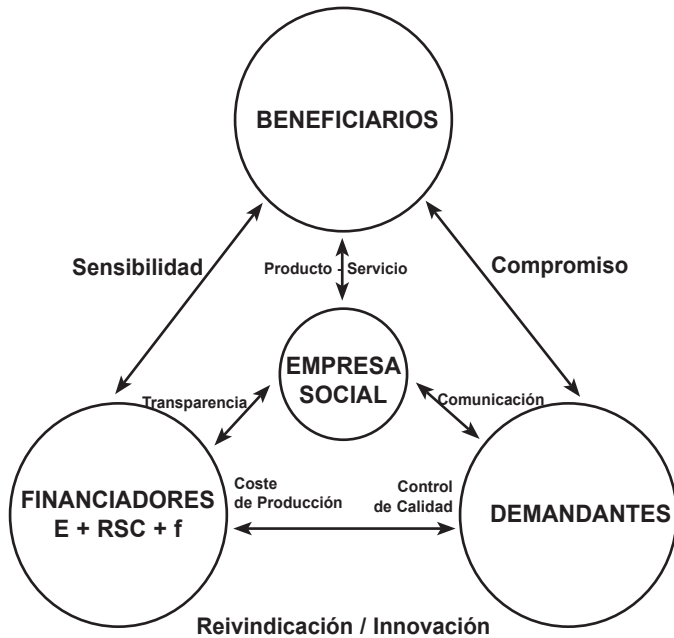 BENEFICIARIOS
Sensibilidad
Producto - Servicio
Compromiso
EMPRESA
SOCIAL
Transparencia
Comunicación
FINANCIADORES
E + RSC + f
Coste
de Producción
Control
de Calidad
DEMANDANTES
Reivindicación / Innovación